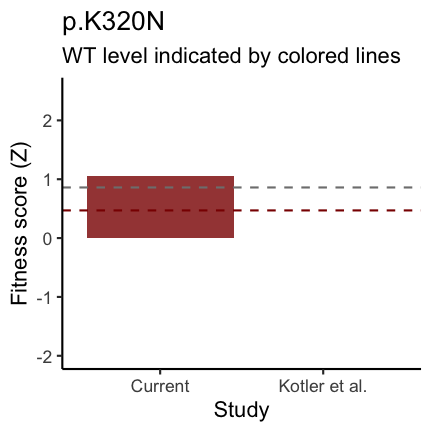 p.K320N
WT level indicated by colored lines
Fitness score (Z)
2
1
0
-1
-2
Current
Kotler et al.
Study